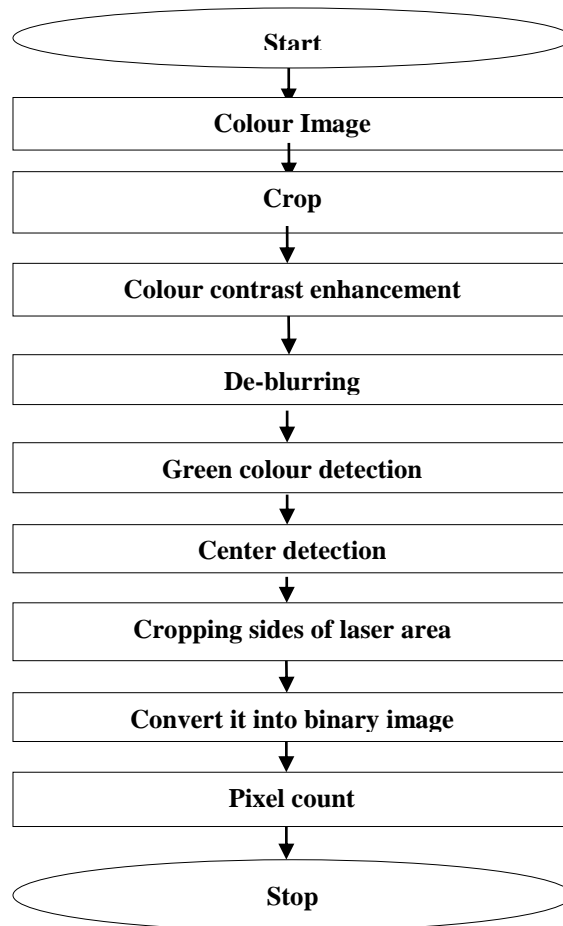 Start
Colour Image
Crop
Colour contrast enhancement
De-blurring
Green colour detection
Center detection
Cropping sides of laser area
Convert it into binary image
Pixel count
Stop